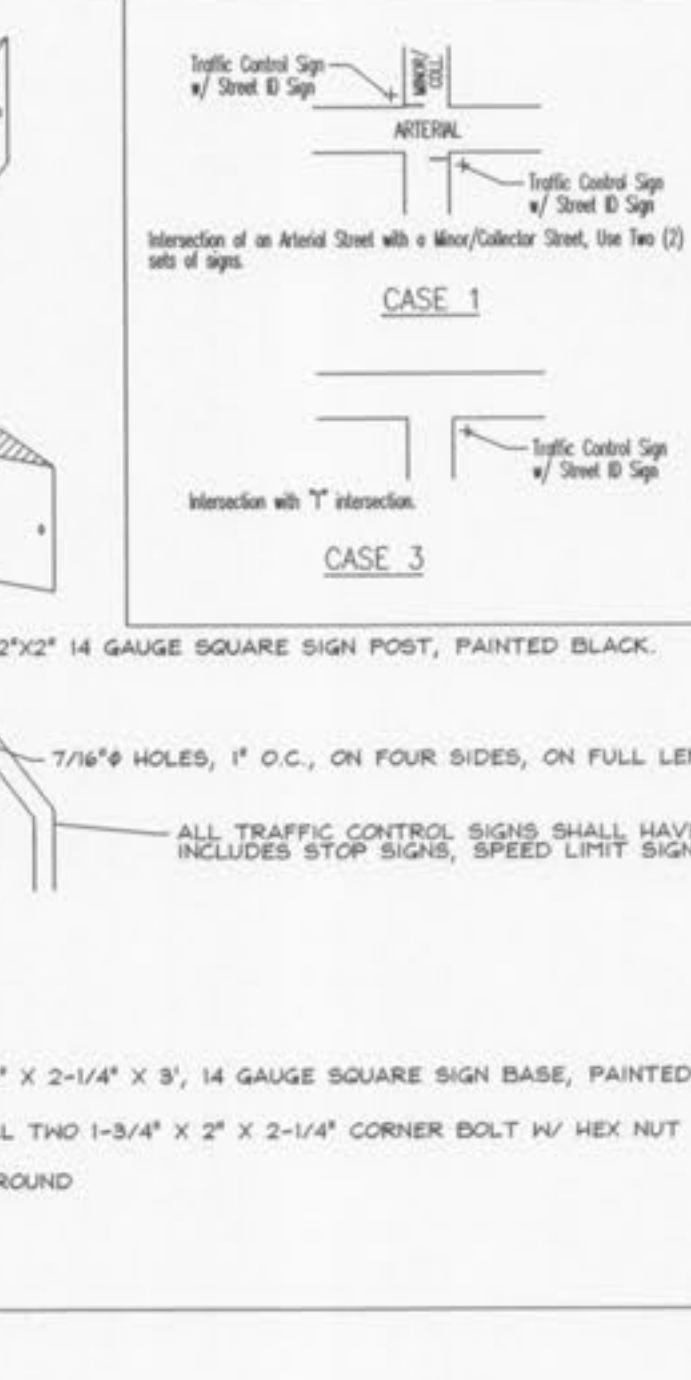 Traffic Control Sign
w/ Street ID Sign
MINOR/
COLL
ARTERIAL
Traffic Control Sign
w/ Street ID Sign
Intersection of an Arterial Street with a Minor/Collector Street, Use Two (2)
sets of signs.
CASE 1
Traffic Control Sign
w/ Street ID Sign
Intersection with "T" intersection.
CASE 3
2"X2" 14 GAUGE SQUARE SIGN POST, PAINTED BLACK.
7/16"φ HOLES, 1" O.C., ON FOUR SIDES, ON FULL LEN
ALL TRAFFIC CONTROL SIGNS SHALL HAVE
INCLUDES STOP SIGNS, SPEED LIMIT SIGN
" X 2-1/4" X 3', 14 GAUGE SQUARE SIGN BASE, PAINTED
L TWO 1-3/4" X 2" X 2-1/4" CORNER BOLT W/ HEX NUT
ROUND